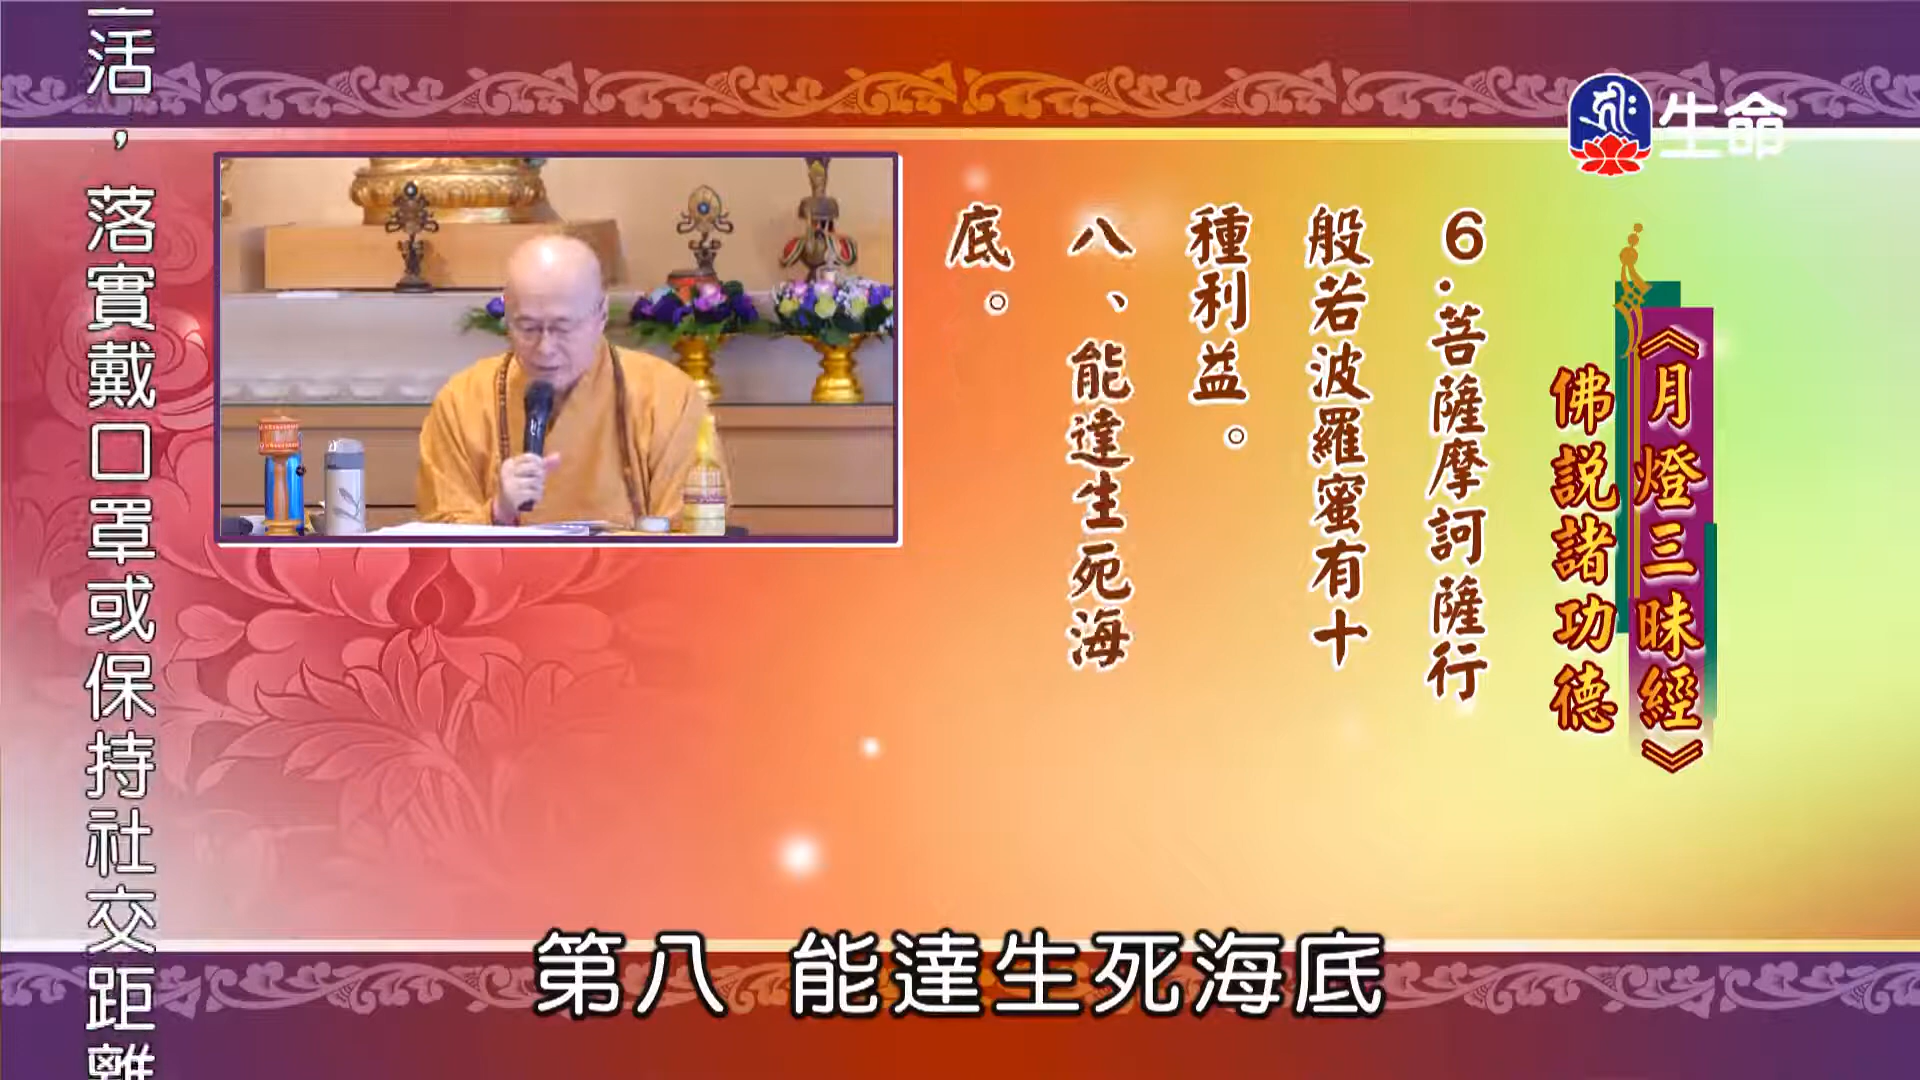 生命
《月燈三昧經》
佛說諸功德
6.菩薩摩訶薩行
般若波羅蜜有十
種利益。
八、能達生死海
底。
活，落實戴口罩或保持社交距離
第八 能達生死海底